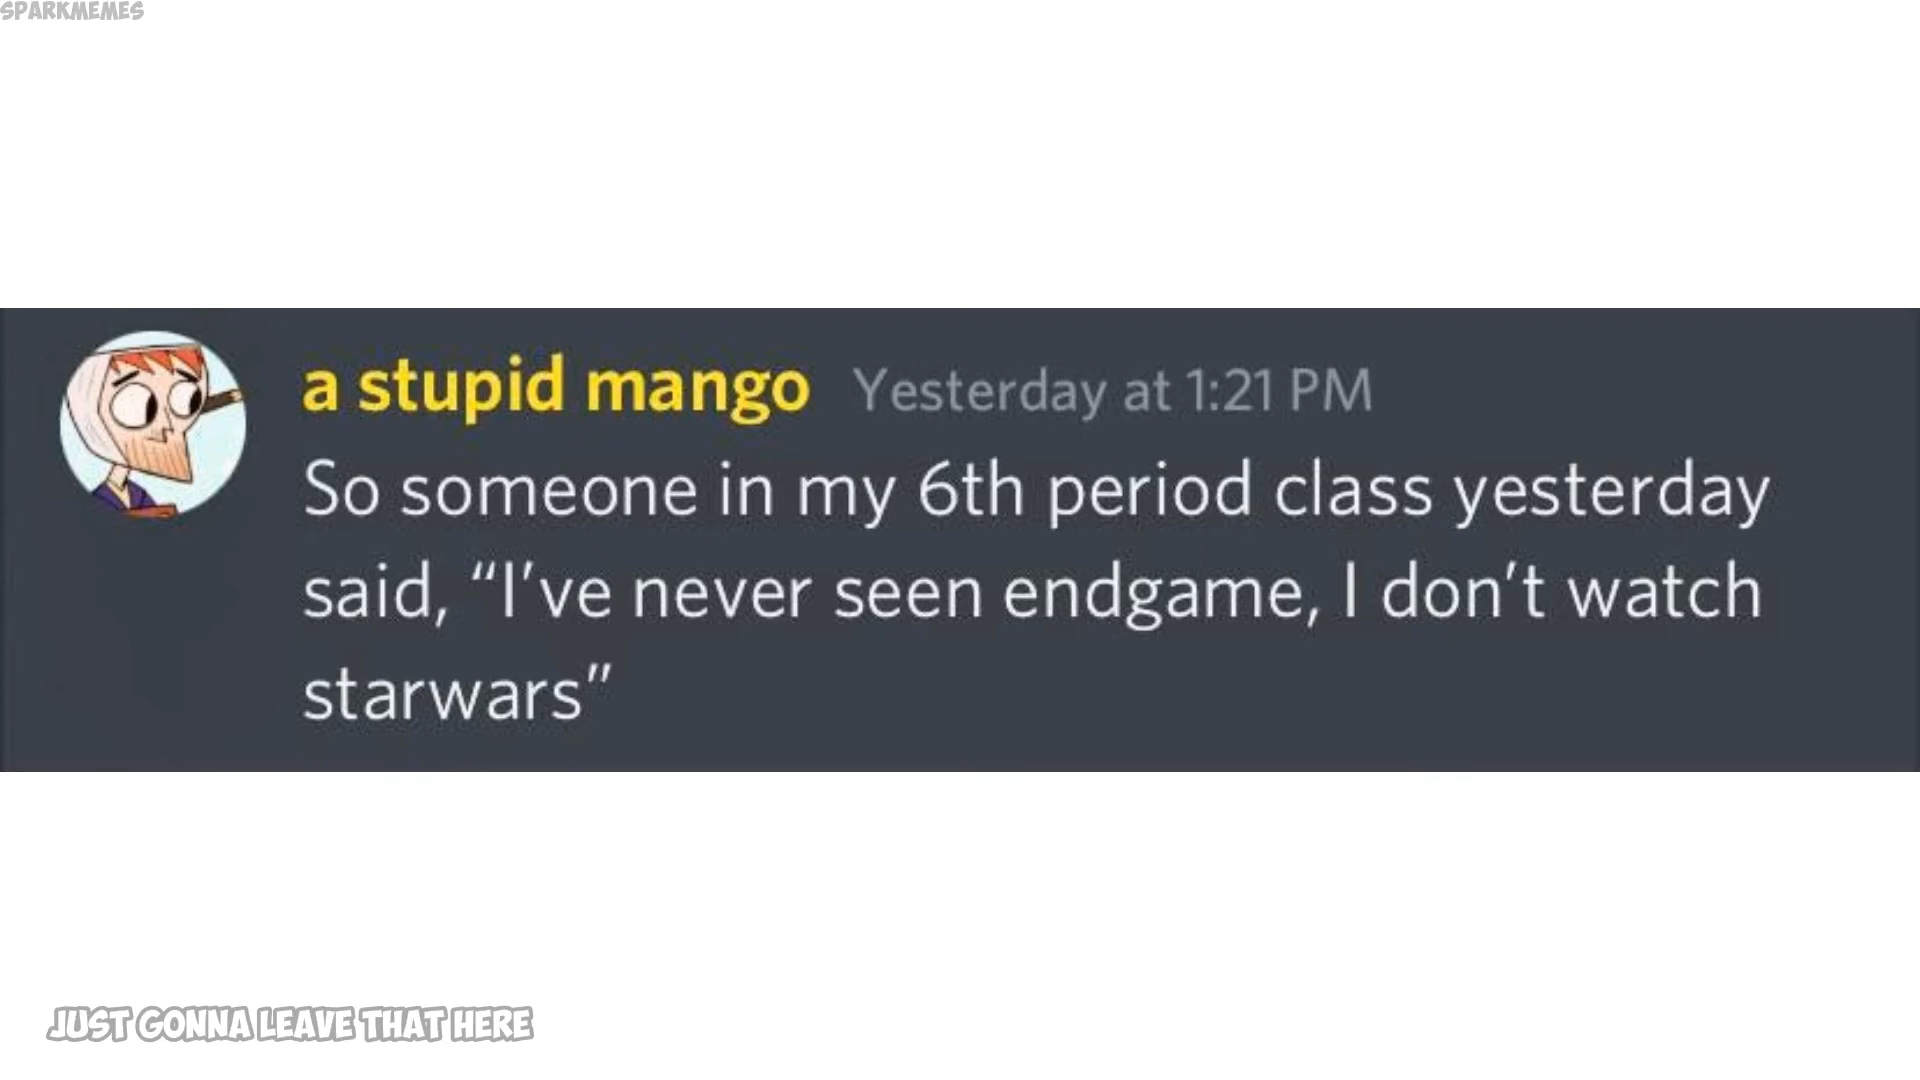 SPARKMEMES
a stupid mango Yesterday at 1:21 PM
So someone in my 6th period class yesterday
said, “I’ve never seen endgame, I don’t watch
starwars”
JUST GONNA LEAVE THAT HERE